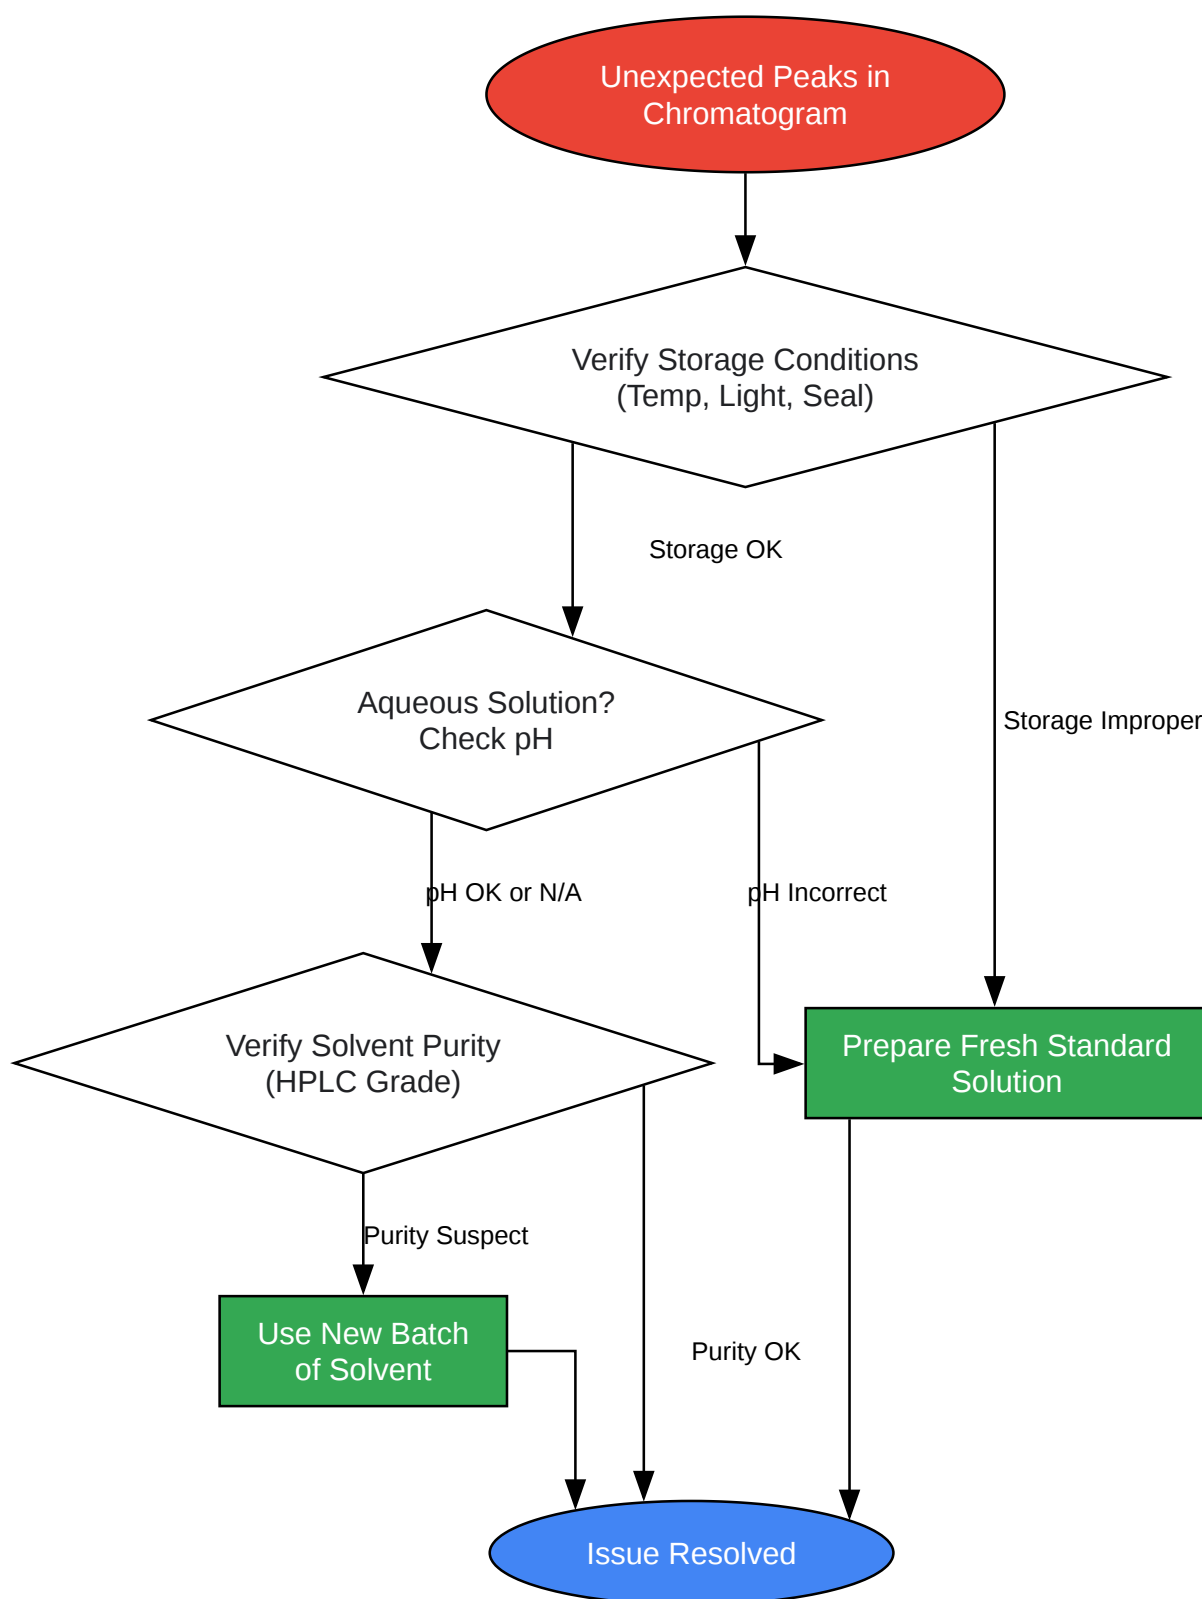 Unexpected Peaks in
Chromatogram
Verify Storage Conditions
(Temp, Light, Seal)
Storage OK
Aqueous Solution?
Check pH
Storage Improper
pH OK or N/A
pH Incorrect
Verify Solvent Purity
(HPLC Grade)
Prepare Fresh Standard
Solution
Purity Suspect
Use New Batch
of Solvent
Purity OK
Issue Resolved